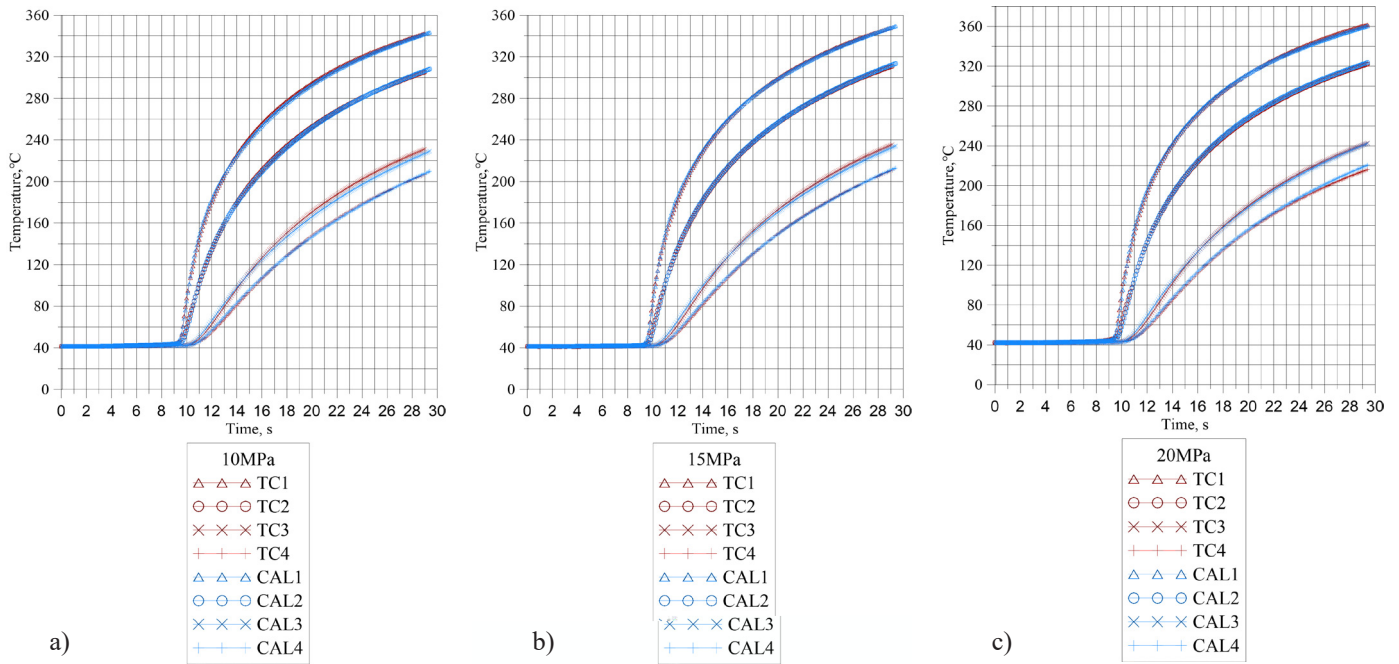 360
320
280
240
200
160
120
80
40
0
Temperature,°C
0 2 4 6 8 10 12 14 16 18 20 22 24 26 28 30
Time, s
10MPa
TC1
TC2
TC3
TC4
CAL1
CAL2
CAL3
CAL4
a)
360
320
280
240
200
160
120
80
40
0
Temperature,°C
0 2 4 6 8 10 12 14 16 18 20 22 24 26 28 30
Time, s
15MPa
TC1
TC2
TC3
TC4
CAL1
CAL2
CAL3
CAL4
b)
360
320
280
240
200
160
120
80
40
0
Temperature,°C
0 2 4 6 8 10 12 14 16 18 20 22 24 26 28 30
Time, s
20MPa
TC1
TC2
TC3
TC4
CAL1
CAL2
CAL3
CAL4
c)